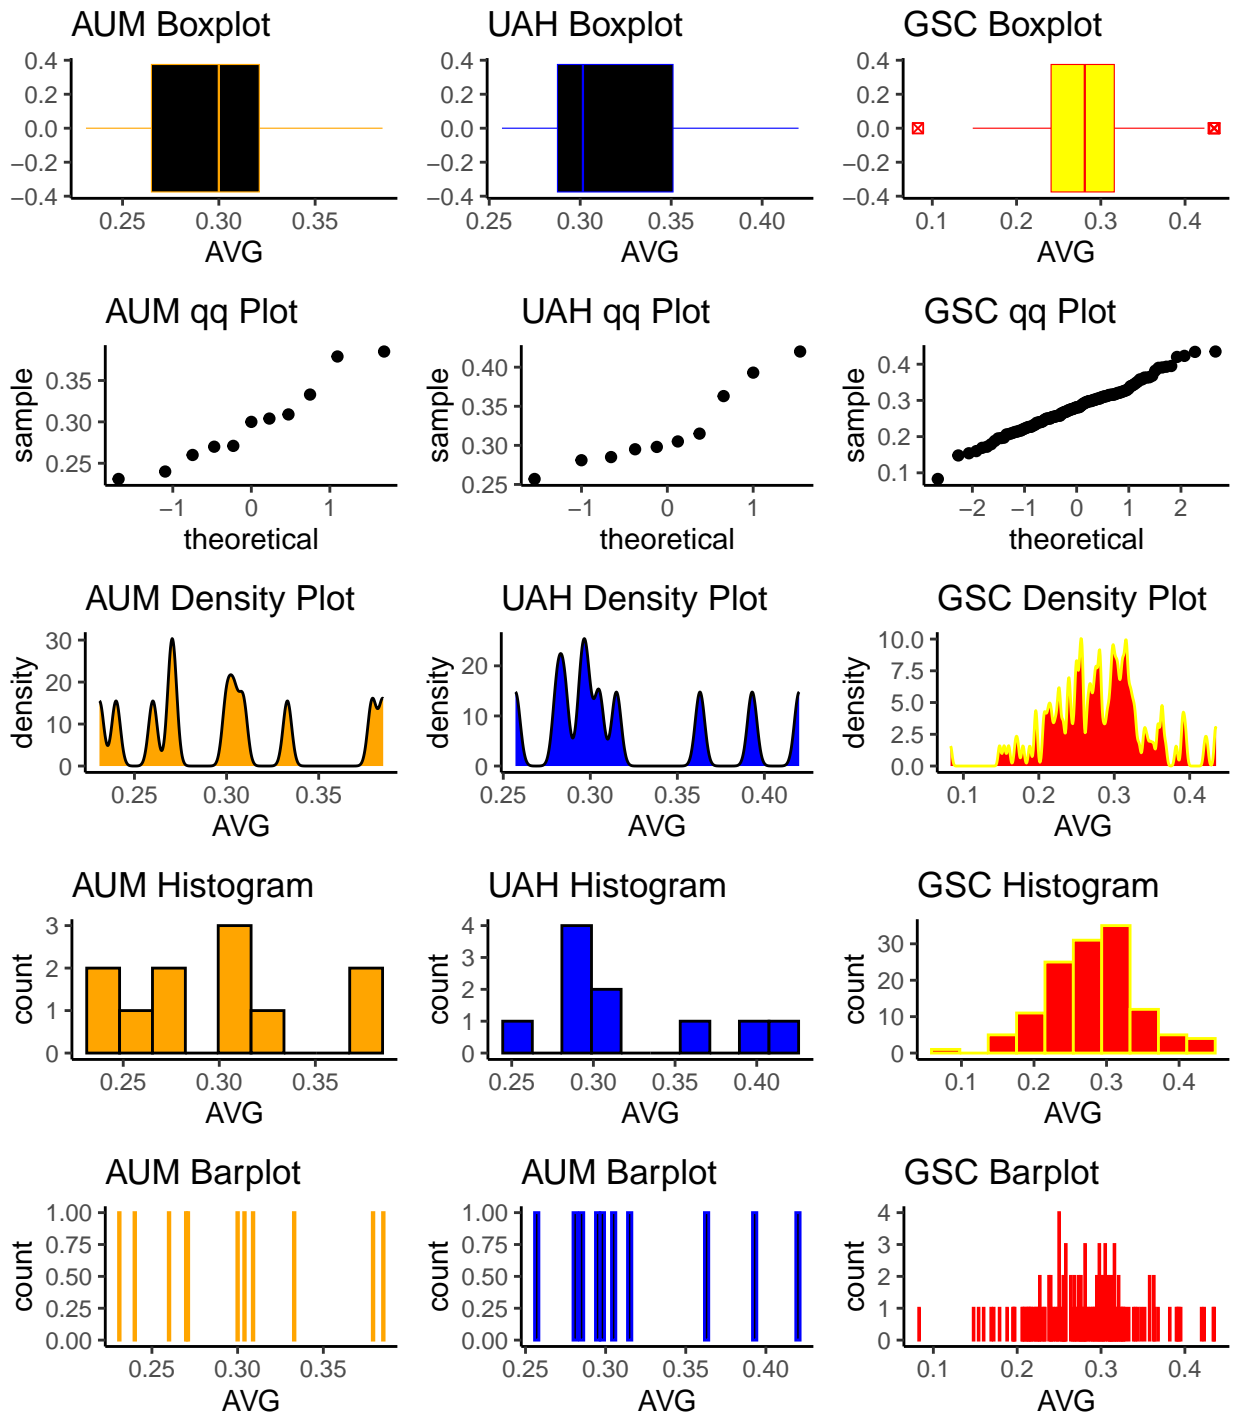 AUM Boxplot
0.4
0.2
0.0
−0.2
−0.4
0.25 0.30 0.35
AVG
UAH Boxplot
0.4
0.2
0.0
−0.2
−0.4
0.25 0.30 0.35 0.40
AVG
GSC Boxplot
0.4
0.2
0.0
−0.2
−0.4
0.1 0.2 0.3 0.4
AVG
AUM qq Plot
sample
0.35
0.30
0.25
−1 0 1
theoretical
UAH qq Plot
sample
0.40
0.35
0.30
0.25
−1 0 1
theoretical
GSC qq Plot
sample
0.4
0.3
0.2
0.1
−2 −1 0 1 2
theoretical
AUM Density Plot
density
30
20
10
0
0.25 0.30 0.35
AVG
UAH Density Plot
density
20
10
0
0.25 0.30 0.35 0.40
AVG
GSC Density Plot
density
10.0
7.5
5.0
2.5
0.0
0.1 0.2 0.3 0.4
AVG
AUM Histogram
count
3
2
1
0
0.25 0.30 0.35
AVG
UAH Histogram
count
4
3
2
1
0
0.25 0.30 0.35 0.40
AVG
GSC Histogram
count
30
20
10
0
0.1 0.2 0.3 0.4
AVG
AUM Barplot
count
1.00
0.75
0.50
0.25
0.00
0.25 0.30 0.35
AVG
AUM Barplot
count
1.00
0.75
0.50
0.25
0.00
0.25 0.30 0.35 0.40
AVG
GSC Barplot
count
4
3
2
1
0
0.1 0.2 0.3 0.4
AVG